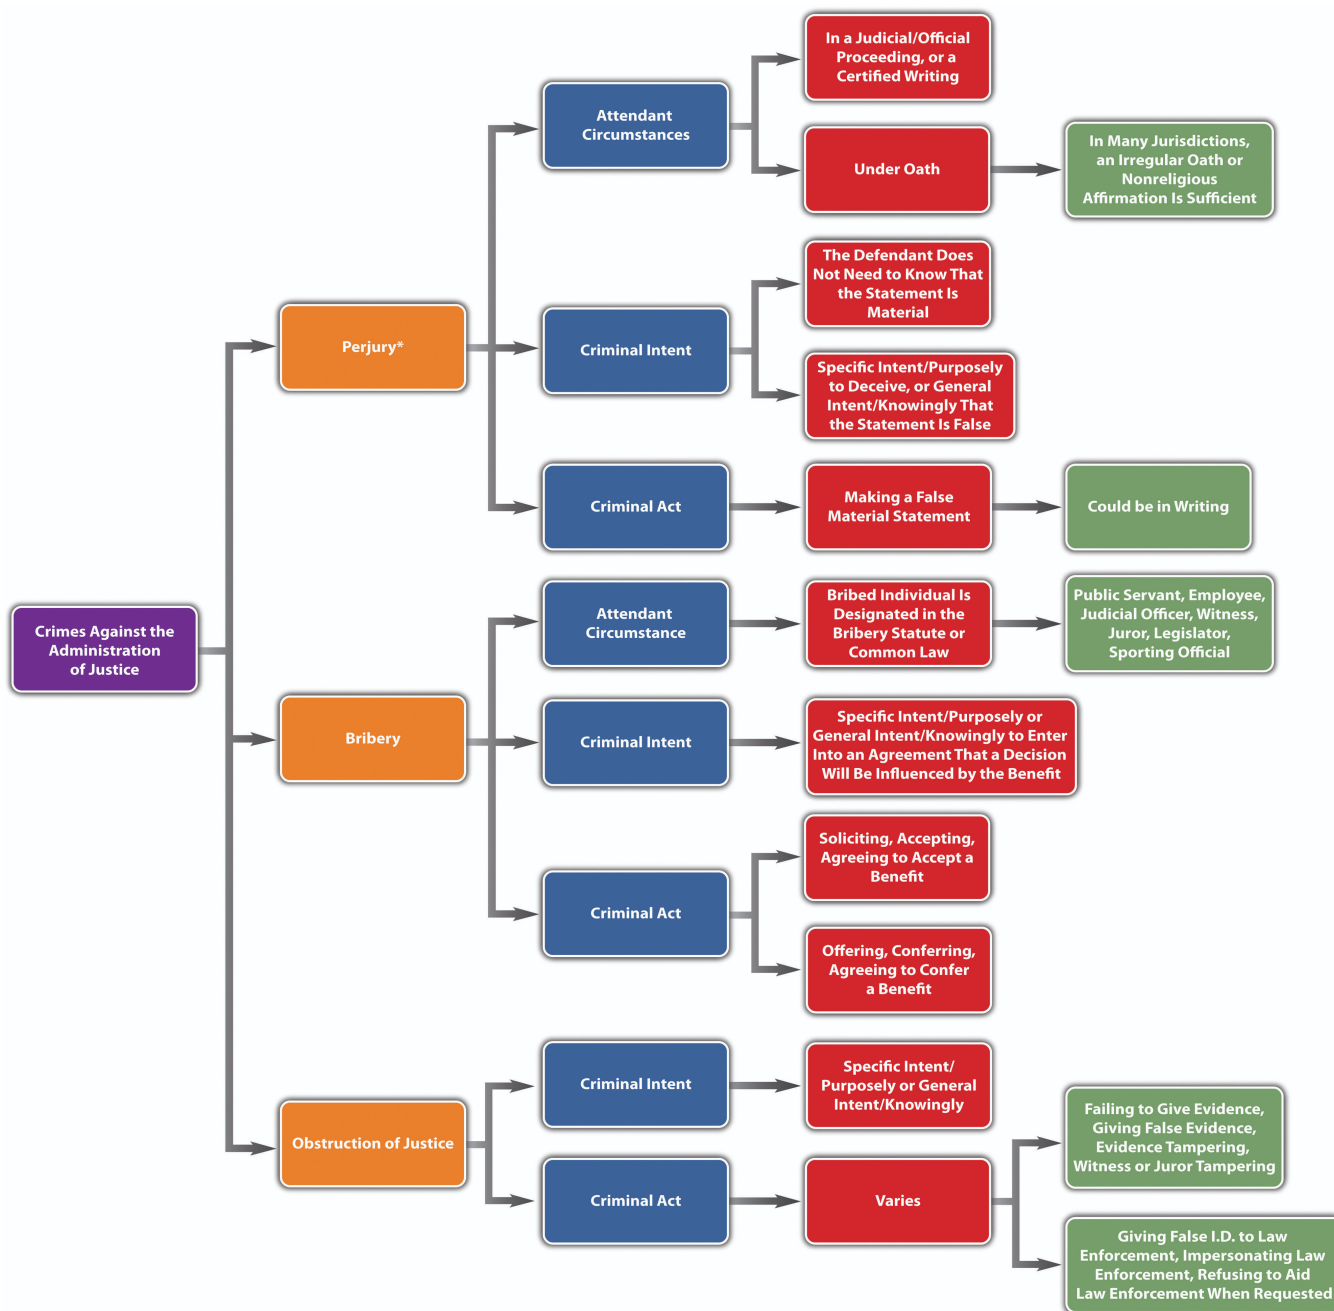 In a Judicial/Official
Proceeding, or a
Certified Writing
Attendant
Circumstances
Under Oath
In Many Jurisdictions,
an Irregular Oath or
Nonreligious
Affirmation Is Sufficient
The Defendant Does
Not Need to Know That
the Statement Is
Material
Perjury*
Criminal Intent
Specific Intent/Purposely
to Deceive, or General
Intent/Knowingly That
the Statement Is False
Criminal Act
Making a False
Material Statement
Could be in Writing
Crimes Against the
Administration
of Justice
Attendant
Circumstance
Bribed Individual Is
Designated in the
Bribery Statute or
Common Law
Public Servant, Employee,
Judicial Officer, Witness,
Juror, Legislator,
Sporting Official
Bribery
Criminal Intent
Specific Intent/Purposely or
General Intent/Knowingly to Enter
Into an Agreement That a Decision
Will Be Influenced by the Benefit
Soliciting, Accepting,
Agreeing to Accept a
Benefit
Criminal Act
Offering, Conferring,
Agreeing to Confer
a Benefit
Criminal Intent
Specific Intent/
Purposely or General
Intent/Knowingly
Obstruction of Justice
Failing to Give Evidence,
Giving False Evidence,
Evidence Tampering,
Witness or Juror Tampering
Criminal Act
Varies
Giving False I.D. to Law
Enforcement, Impersonating Law
Enforcement, Refusing to Aid
Law Enforcement When Requested